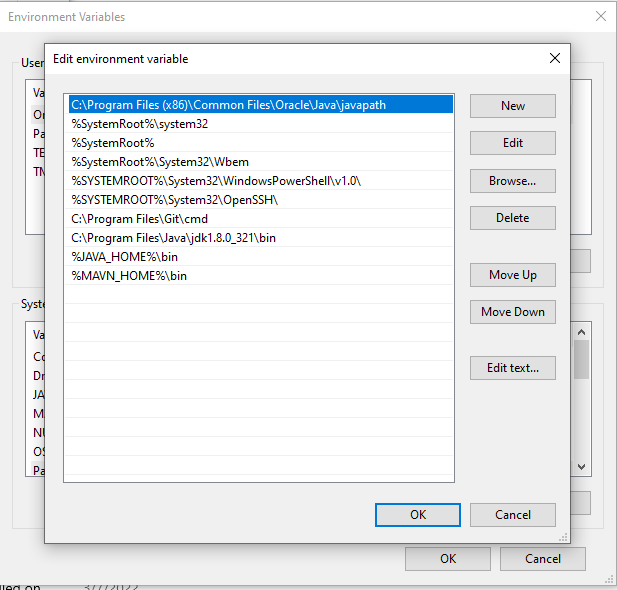 Environment Variables
Edit environment variable
User
Va
Or
Pa
TE
C:\Program Files (x86)\Common Files\Oracle\Java\javapath
%SystemRoot%\system32
%SystemRoot%
%SystemRoot%\System32\Wbem
%SYSTEMROOT%\System32\WindowsPowerShell\v1.0\
%SYSTEMROOT%\System32\OpenSSH\
C:\Program Files\Git\cmd
C:\Program Files\Java\jdk1.8.0_321\bin
%JAVA_HOME%\bin
%MAVN_HOME%\bin
New
Edit
Browse...
Delete
Move Up
Move Down
Edit text...
Syste
Va
Co
Dr
JA
OS
Pa
OK
Cancel
OK
Cancel
3/7/2022